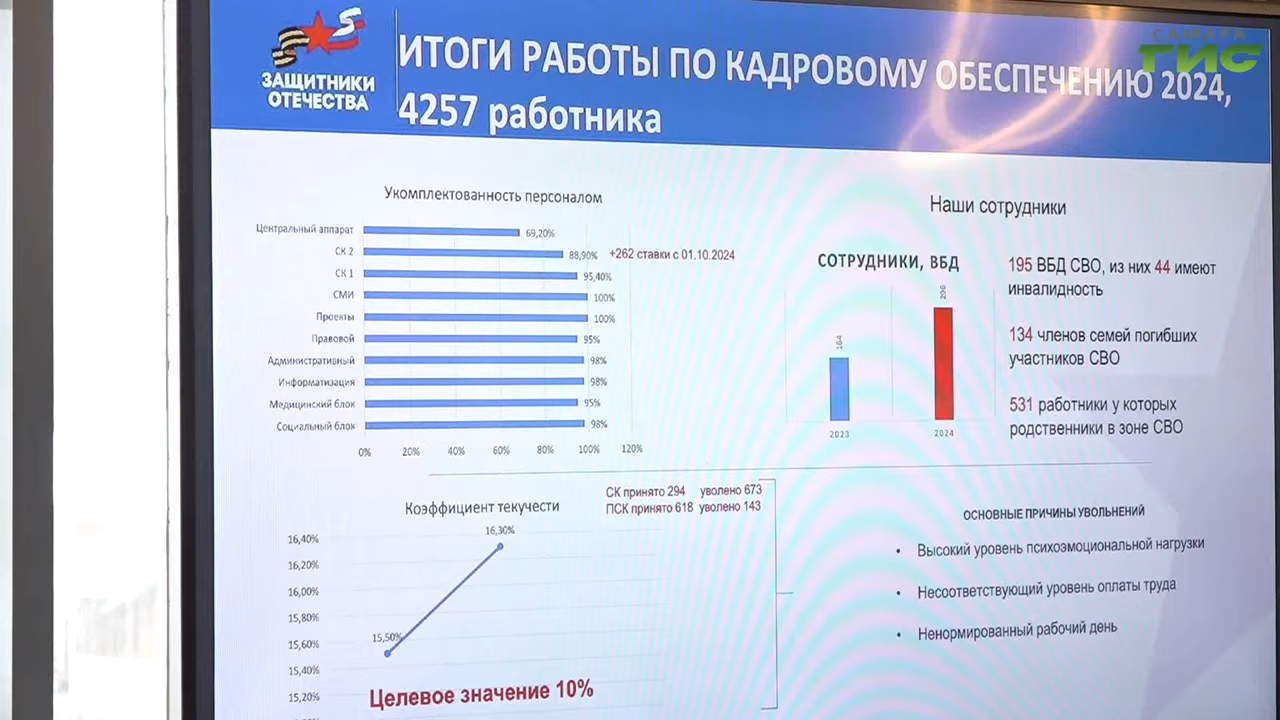 ЗАЩИТНИКИ
ОТЕЧЕСТВА
ИТОГИ РАБОТЫ ПО КАДРОВОМУ ОБЕСПЕЧЕНИЮ 2024,
4257 работника
САМАРА
ГИС
Укомплектованность персоналом
Центральный аппарат 69,20%
СК 2 88,90% +262 ставки с 01.10.2024
СК 1 95,40%
СМИ 100%
Проекты 100%
Правовой 95%
Административный 98%
Информатизация 98%
Медицинский блок 95%
Социальный блок 98%
0% 20% 40% 60% 80% 100% 120%
Наши сотрудники
СОТРУДНИКИ, ВБД
164
296
2023 2024
195 ВБД СВО, из них 44 имеют
инвалидность
134 членов семей погибших
участников СВО
531 работники у которых
родственники в зоне СВО
Коэффициент текучести
16,40%
16,20%
16,00%
15,80%
15,60%
15,40%
15,20%
16,30%
15,50%
Целевое значение 10%
СК принято 294 уволено 673
ПСК принято 618 уволено 143
ОСНОВНЫЕ ПРИЧИНЫ УВОЛЬНЕНИЙ
• Высокий уровень психоэмоциональной нагрузки
• Несоответствующий уровень оплаты труда
• Ненормированный рабочий день